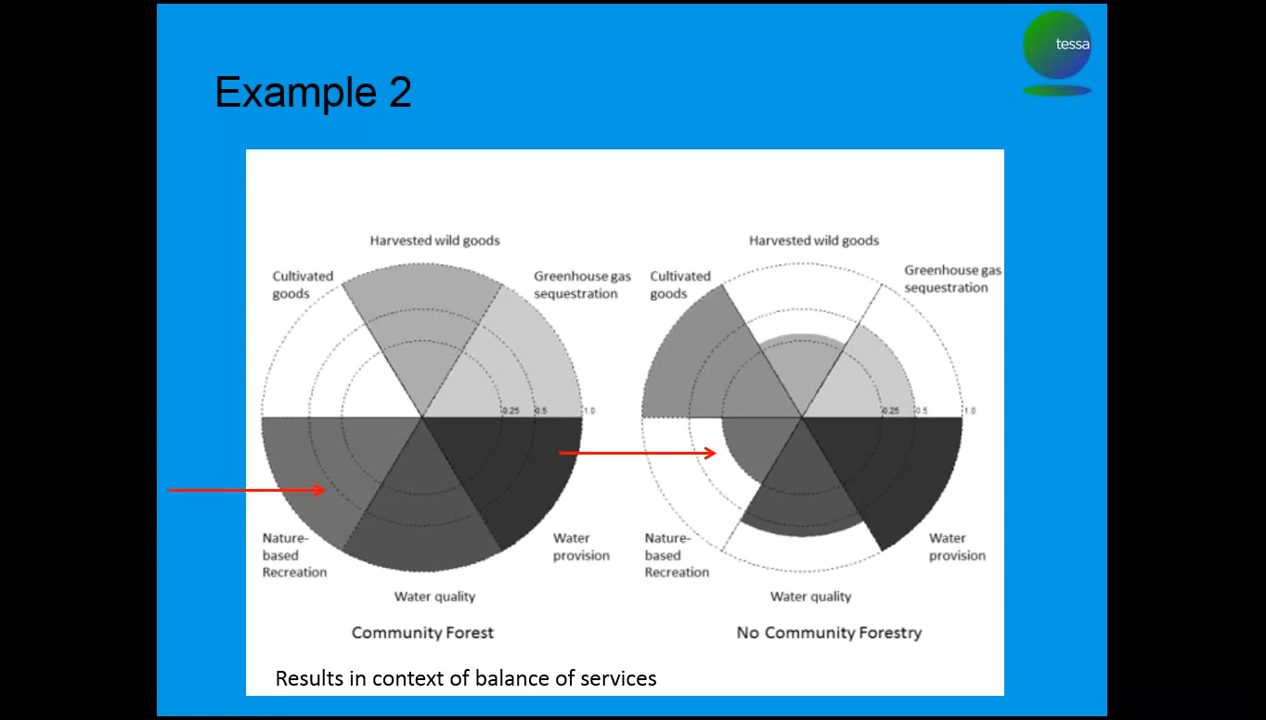 tessa
Example 2
Harvested wild goods
Cultivated
goods
Greenhouse gas
sequestration
0.25
0.5
1.0
Nature-
based
Recreation
Water
provision
Water quality
Community Forest
Harvested wild goods
Cultivated
goods
Greenhouse gas
sequestration
0.25
0.5
1.0
Nature-
based
Recreation
Water
provision
Water quality
No Community Forestry
Results in context of balance of services